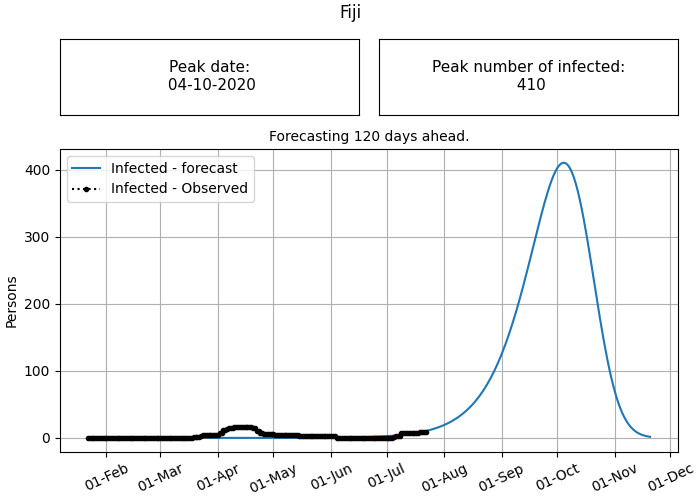 Fiji
Peak date:
04-10-2020
Peak number of infected:
410
Forecasting 120 days ahead.
Infected - forecast
Infected - Observed
Persons
400
300
200
100
0
01-Feb
01-Mar
01-Apr
01-May
01-Jun
01-Jul
01-Aug
01-Sep
01-Oct
01-Nov
01-Dec